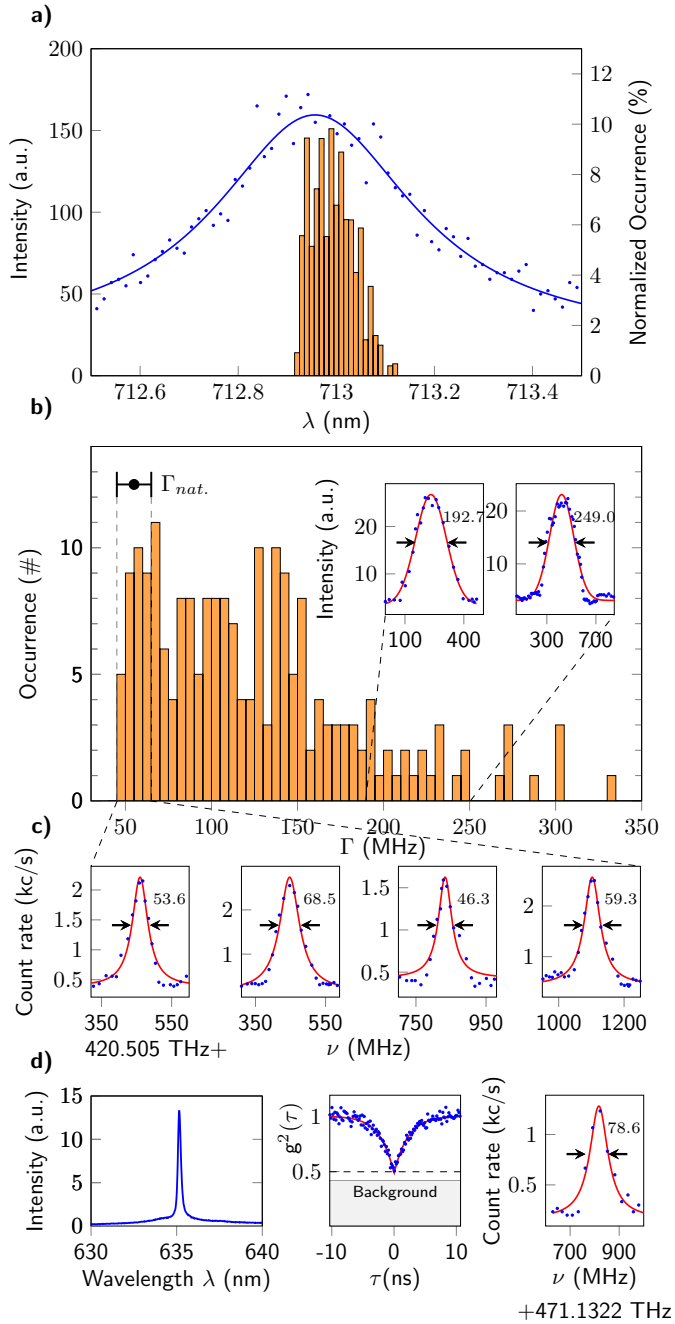 a)
200
150
100
50
0
Intensity (a.u.)
12
10
8
6
4
2
0
Normalized Occurrence (%)
712.6 712.8 713 713.2 713.4
λ (nm)
b)
Γnat.
10
5
0
0
Occurrence (#)
50 100 150 200 250 300 350
Γ (MHz)
Intensity (a.u.)
20
10
192.7
100 400
20
10
249.0
300 700
c)
Count rate (kc/s)
2
1.5
1
0.5
53.6
350 550
2
1
68.5
350 550
1.5
1
0.5
46.3
750 950
2
1
59.3
1000 1200
420.505 THz+
ν (MHz)
d)
Intensity (a.u.)
15
10
5
0
630 635 640
Wavelength λ (nm)
g²(τ)
1
0.5
Background
-10 0 10
τ(ns)
Count rate (kc/s)
1
0.5
78.6
700 900
ν (MHz)
+471.1322 THz